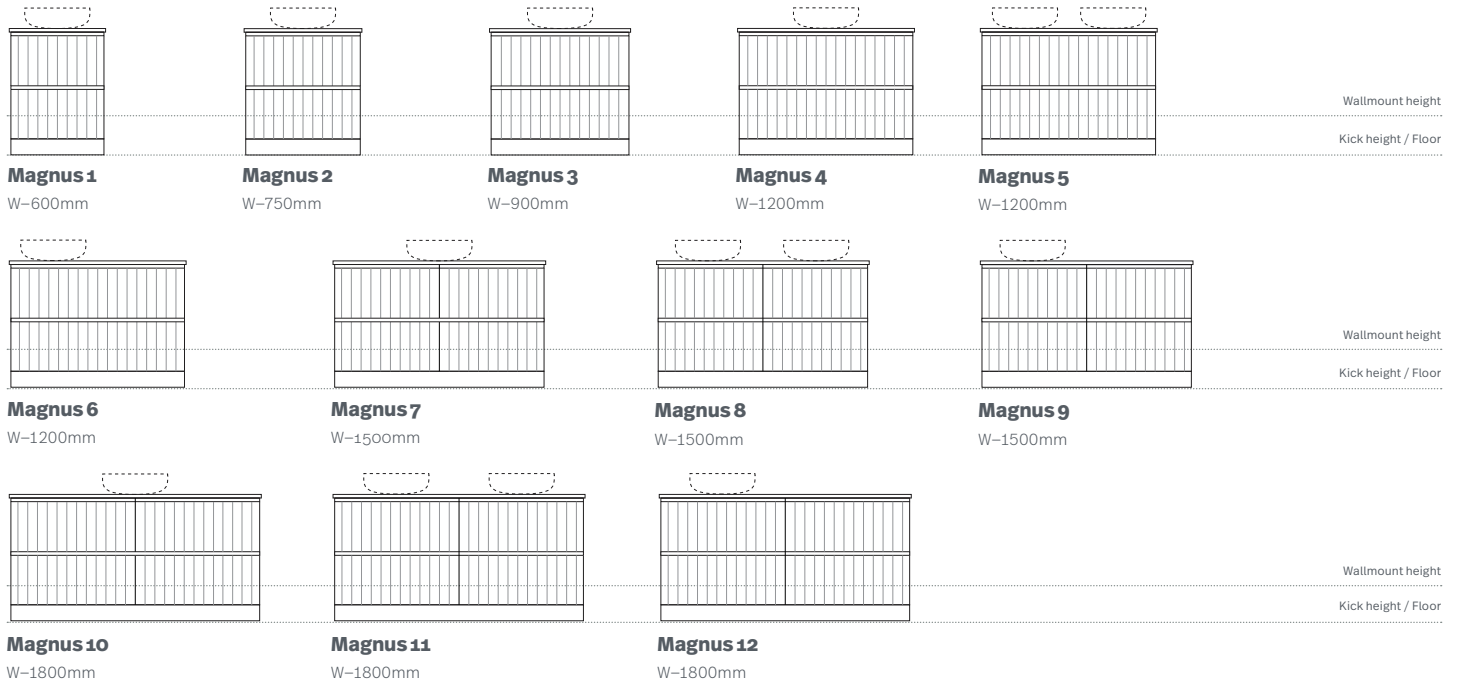 Wallmount height
Kick height / Floor
Magnus 1
Magnus 2
Magnus 3
Magnus 4
Magnus 5
W–600mm
W–750mm
W–900mm
W–1200mm
W–1200mm
Wallmount height
Kick height / Floor
Magnus 6
Magnus 7
Magnus 8
Magnus 9
W–1200mm
W–1500mm
W–1500mm
W–1500mm
Wallmount height
Kick height / Floor
Magnus 10
Magnus 11
Magnus 12
W–1800mm
W–1800mm
W–1800mm